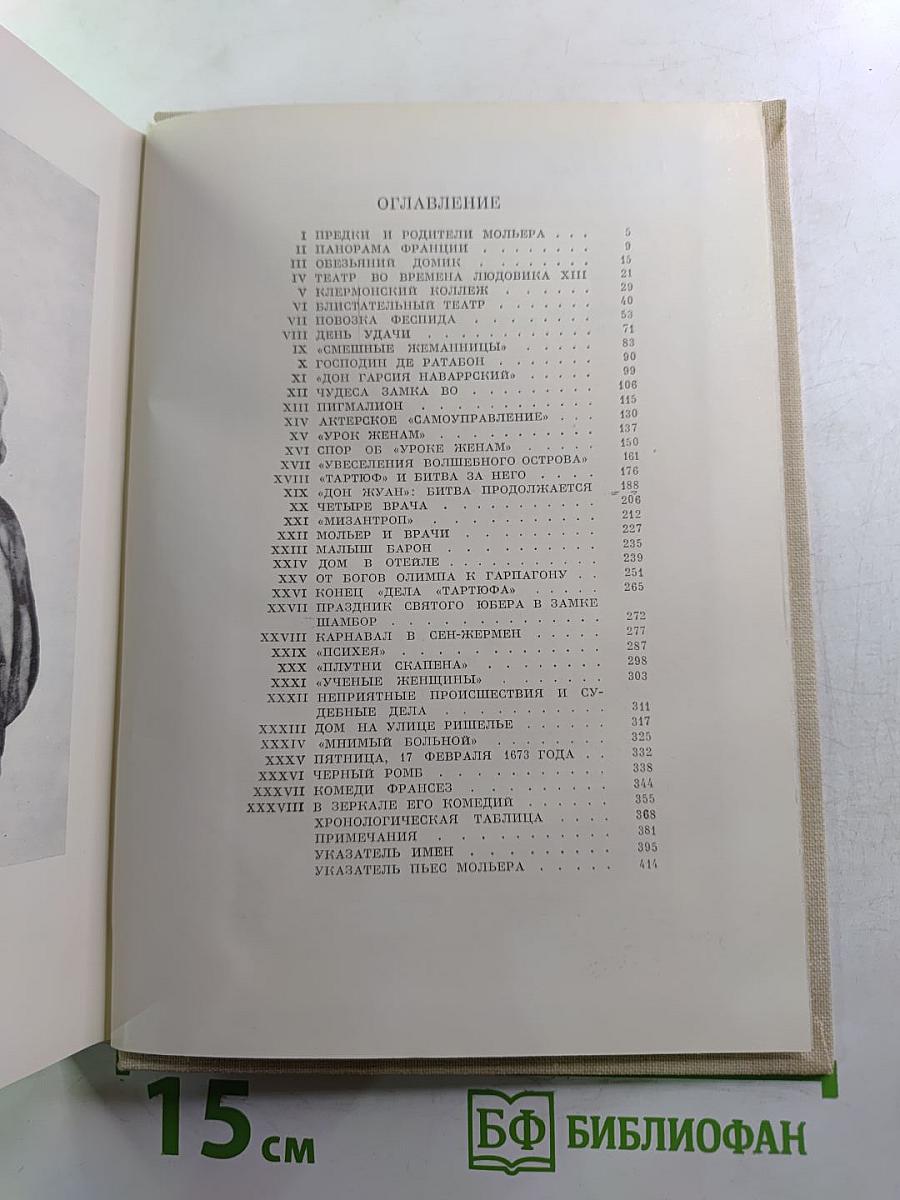 ОГЛАВЛЕНИЕ
I ПРЕДКИ И РОДИТЕЛИ МОЛЬЕРА . . . 5
II ПАНОРАМА ФРАНЦИИ . . . . . . . 9
III ОБЕЗЬЯНИЙ ДОМИК . . . . . . . 15
IV ТЕАТР ВО ВРЕМЕНА ЛЮДОВИКА XIII 21
V КЛЕРМОНСКИЙ КОЛЛЕЖ . . . . . . 29
VI БЛИСТАТЕЛЬНЫЙ ТЕАТР . . . . . . 40
VII ПОВОЗКА ФЕСПИДА . . . . . . . . 53
VIII ДЕНЬ УДАЧИ . . . . . . . . . . 71
IX «СМЕШНЫЕ ЖЕМАННИЦЫ» . . . . . 83
X ГОСПОДИН ДЕ РАТАБОН . . . . . . 90
XI «ДОН ГАРСИЯ НАВАРРСКИЙ» . . . . 99
XII ЧУДЕСА ЗАМКА ВО . . . . . . . . 106
XIII ПИГМАЛИОН . . . . . . . . . . 115
XIV АКТЕРСКОЕ «САМОУПРАВЛЕНИЕ» . . . 130
XV «УРОК ЖЕНАМ» . . . . . . . . . . 137
XVI СПОР ОБ «УРОКЕ ЖЕНАМ» . . . . . 150
XVII «УВЕСЕЛЕНИЯ ВОЛШЕБНОГО ОСТРОВА» 161
XVIII «ТАРТЮФ» И БИТВА ЗА НЕГО . . . . 176
XIX «ДОН ЖУАН»: БИТВА ПРОДОЛЖАЕТСЯ 188
XX ЧЕТЫРЕ ВРАЧА . . . . . . . . . . 206
XXI «МИЗАНТРОП» . . . . . . . . . . 212
XXII МОЛЬЕР И ВРАЧИ . . . . . . . . 227
XXIII МАЛЫШ БАРОН . . . . . . . . . 235
XXIV ДОМ В ОТЕЙЛЕ . . . . . . . . . 239
XXV ОТ БОГОВ ОЛИМПА К ГАРПАГОНУ . . 251
XXVI КОНЕЦ «ДЕЛА «ТАРТЮФА» . . . . . 265
XXVII ПРАЗДНИК СВЯТОГО ЮБЕРА В ЗАМКЕ
ШАМБОР . . . . . . . . . . . . . 272
XXVIII КАРНАВАЛ В СЕН-ЖЕРМЕН . . . . . 277
XXIX «ПСИХЕЯ» . . . . . . . . . . . . 287
XXX «ПЛУТНИ СКАПЕНА» . . . . . . . . 298
XXXI «УЧЕНЫЕ ЖЕНЩИНЫ» . . . . . . . 303
XXXII НЕПРИЯТНЫЕ ПРОИСШЕСТВИЯ И СУ-
ДЕБНЫЕ ДЕЛА . . . . . . . . . . 311
XXXIII ДОМ НА УЛИЦЕ РИШЕЛЬЕ . . . . . . 317
XXXIV «МНИМЫЙ БОЛЬНОЙ» . . . . . . . 325
XXXV ПЯТНИЦА, 17 ФЕВРАЛЯ 1673 ГОДА . . 332
XXXVI ЧЕРНЫЙ РОМБ . . . . . . . . . . 338
XXXVII КОМЕДИ ФРАНСЕЗ . . . . . . . . 344
XXXVIII В ЗЕРКАЛЕ ЕГО КОМЕДИЙ . . . . . . 355
ХРОНОЛОГИЧЕСКАЯ ТАБЛИЦА . . . . 368
ПРИМЕЧАНИЯ . . . . . . . . . . . 381
УКАЗАТЕЛЬ ИМЕН . . . . . . . . . 395
УКАЗАТЕЛЬ ПЬЕС МОЛЬЕРА . . . . . 414
15 см
БФ БИБЛИОФАН